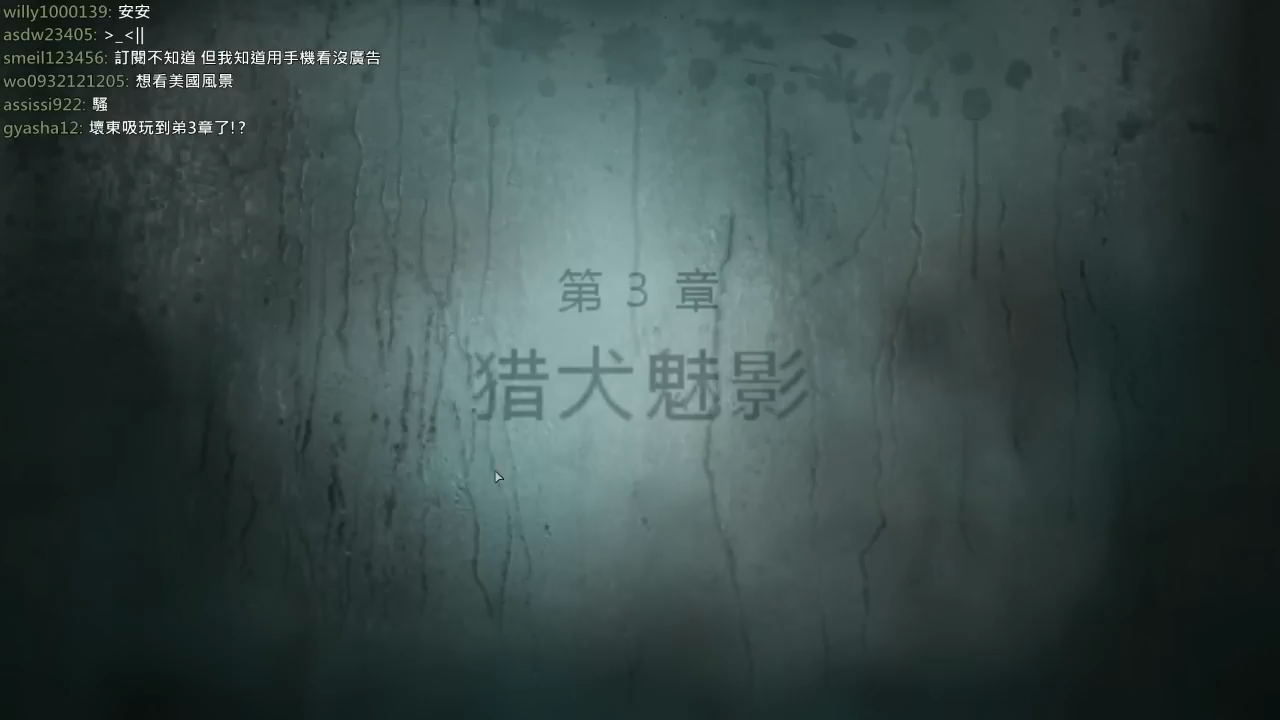 willy1000139: 安安
asdw23405: >_<||
smeil123456: 訂閱不知道 但我知道用手機看沒廣告
wo0932121205: 想看美國風景
assissi922: 騷
gyasha12: 壞東吸玩到弟3章了!?
第 3 章
猎犬魅影